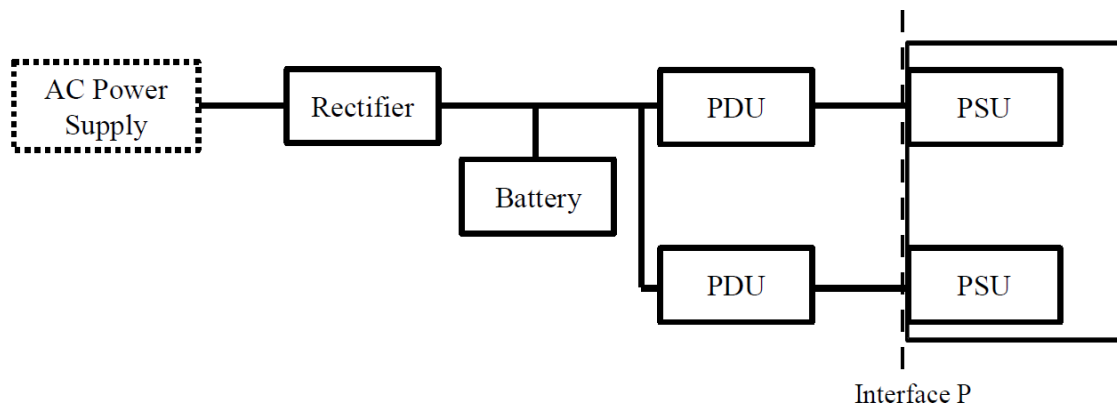 AC Power
Supply
Rectifier
Battery
PDU
PSU
PDU
PSU
Interface P